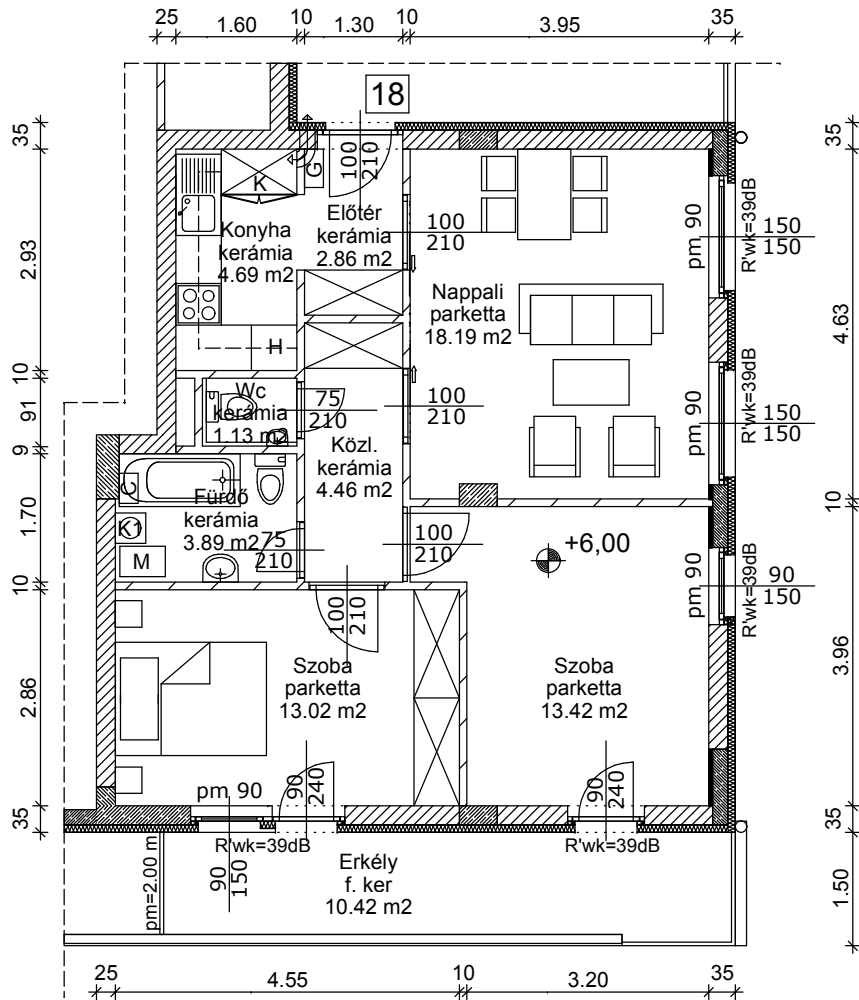 25
1.60
10
1.30
10
3.95
35
18
35
2.93
10
91
9
1.70
10
2.86
35
35
4.63
10
3.96
35
1.50
K
G
100
210
Konyha
kerámia
4.69 m2
Előtér
kerámia
2.86 m2
100
210
pm 90
R'wk=39dB
150
150
Nappali
parketta
18.19 m2
H
Wc
kerámia
1.13 m2
75
210
100
210
pm 90
R'wk=39dB
150
150
Közl.
kerámia
4.46 m2
C
Fürdő
kerámia
3.89 m2
K1
M
75
210
100
210
+6,00
pm 90
R'wk=39dB
90
150
100
210
Szoba
parketta
13.02 m2
Szoba
parketta
13.42 m2
pm 90
90
240
90
240
R'wk=39dB
R'wk=39dB
90
150
pm=2.00 m
Erkély
f. ker
10.42 m2
25
4.55
10
3.20
35